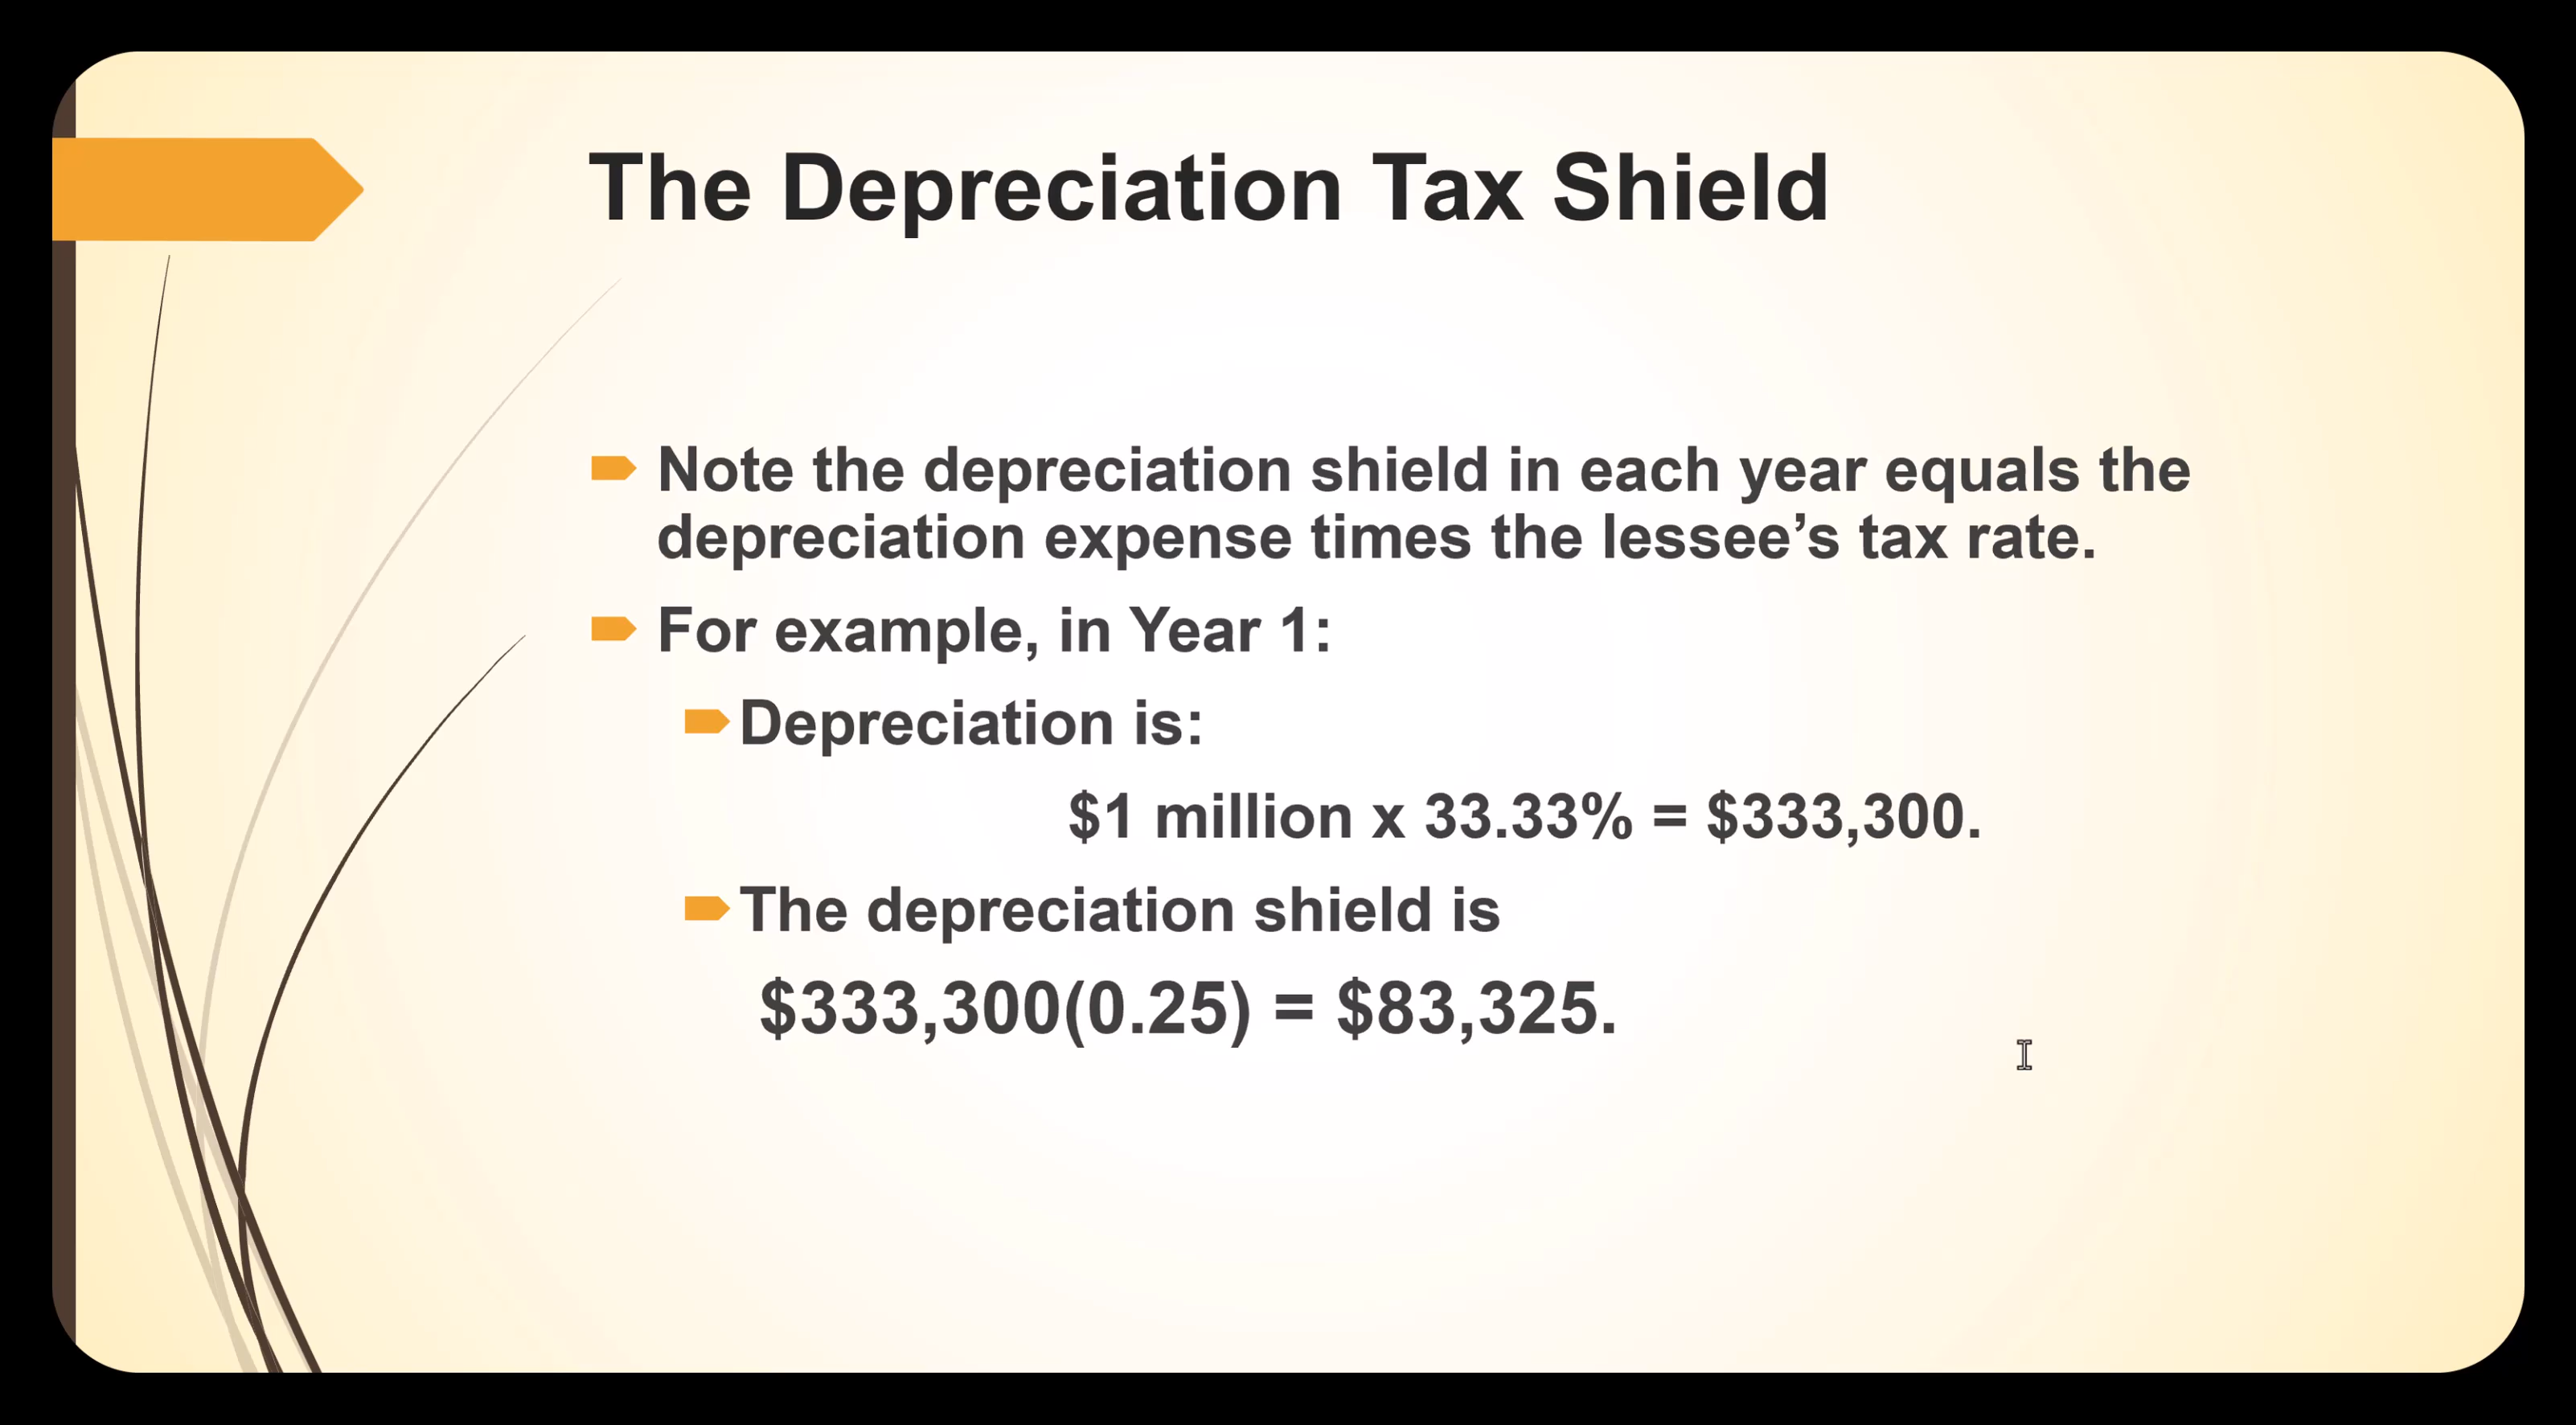 The Depreciation Tax Shield
Note the depreciation shield in each year equals the
depreciation expense times the lessee’s tax rate.
For example, in Year 1:
Depreciation is:
$1 million x 33.33% = $333,300.
The depreciation shield is
$333,300(0.25) = $83,325.